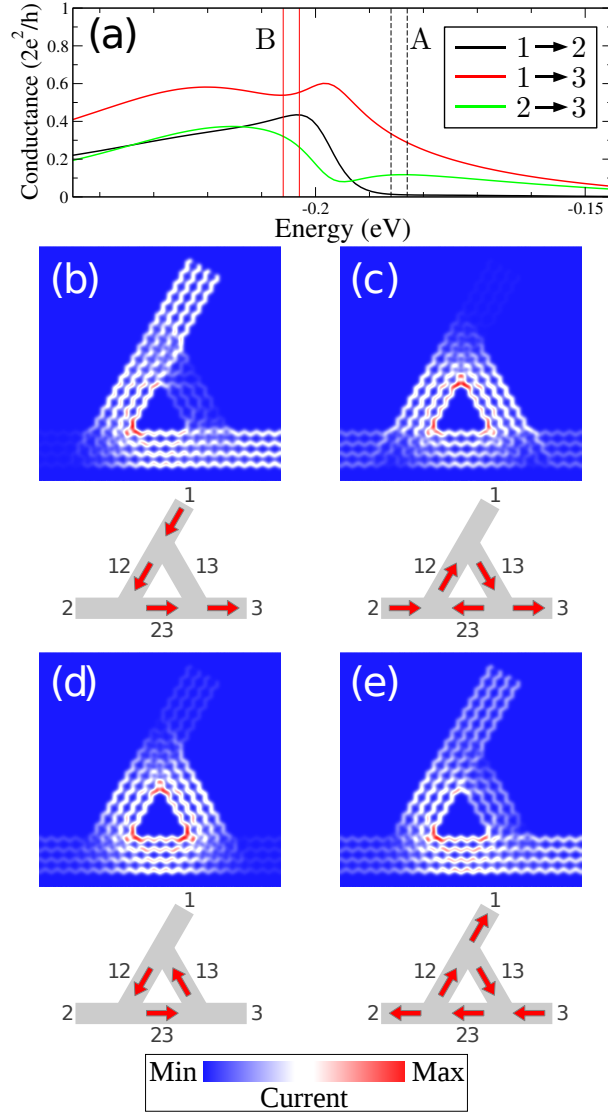 Conductance (2e²/h)
1
0.8
0.6
0.4
0.2
0
(a)
B
A
1→2
1→3
2→3
-0.2
-0.15
Energy (eV)
(b)
(c)
1
12
13
2
3
23
1
12
13
2
3
23
(d)
(e)
1
12
13
2
3
23
1
12
13
2
3
23
Min
Max
Current